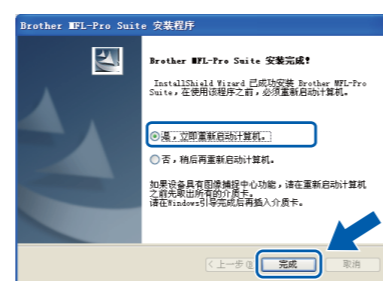 Brother MFL-Pro Suite 安装程序
Brother MFL-Pro Suite 安装完成!
InstallShield Wizard 已成功安装 Brother MFL-Pro
Suite。在使用该程序之前，必须重新启动计算机。
是，立即重新启动计算机。
否，稍后再重新启动计算机。
如果设备具有图像捕捉中心功能，请在重新启动计算机
之前先取出所有的介质卡。
请在Windows引导完成后再插入介质卡。
<上一步(B) 完成 取消